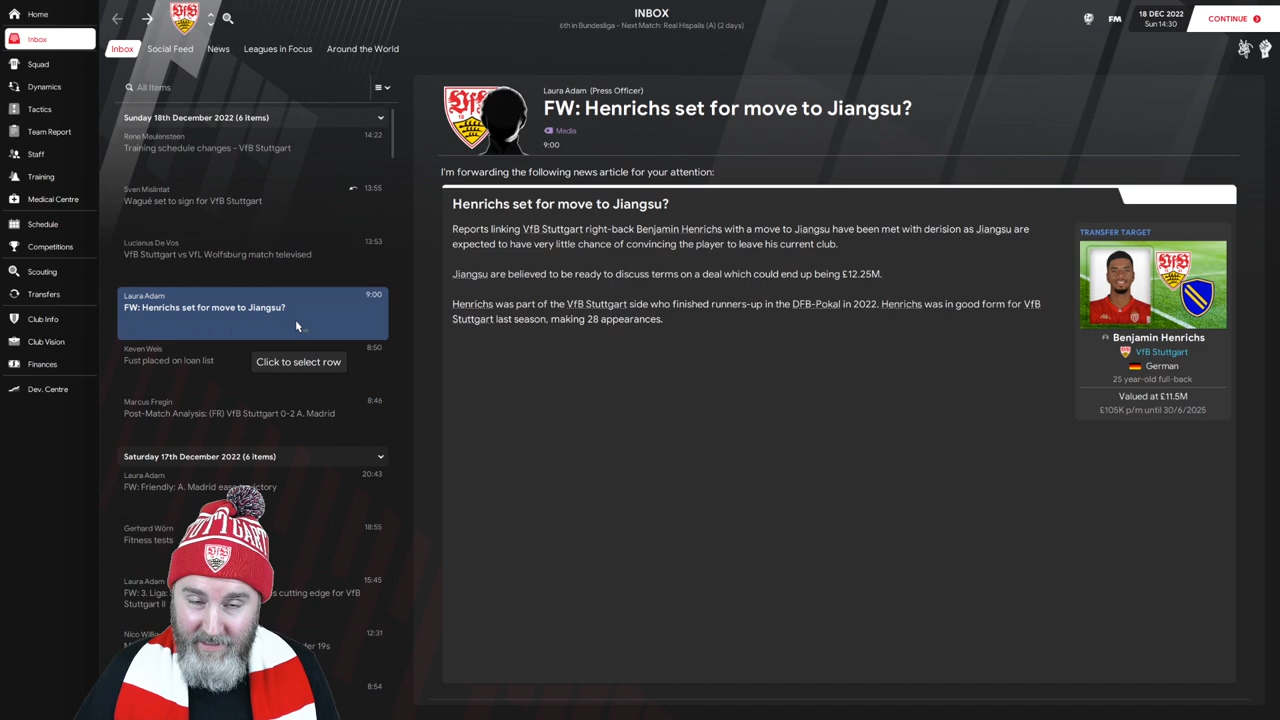 Home
INBOX
6th in Bundesliga - Next Match: Real Hispalis (A) (2 days)
FM
18 DEC 2022
Sun 14:30
CONTINUE
Inbox
Squad
Dynamics
Tactics
Team Report
Staff
Training
Medical Centre
Schedule
Competitions
Scouting
Transfers
Club Info
Club Vision
Finances
Dev. Centre
Inbox
Social Feed
News
Leagues in Focus
Around the World
All Items
Sunday 18th December 2022 (6 items)
Rene Meulensteen
14:22
Training schedule changes - VfB Stuttgart
Sven Mislintat
13:55
Wagué set to sign for VfB Stuttgart
Lucianus De Vos
13:53
VfB Stuttgart vs VfL Wolfsburg match televised
Laura Adam
9:00
FW: Henrichs set for move to Jiangsu?
Keven Weis
8:50
Fust placed on loan list
Click to select row
Marcus Fregin
8:46
Post-Match Analysis: (FR) VfB Stuttgart 0-2 A. Madrid
Saturday 17th December 2022 (6 items)
Laura Adam
20:43
FW: Friendly: A. Madrid ease to victory
Gerhard Wörn
18:55
Fitness tests
Laura Adam
15:45
FW: 3. Liga:
s cutting edge for VfB
Stuttgart II
Nico Willig
12:31
der 19s
8:54
STUTTGART
Laura Adam (Press Officer)
FW: Henrichs set for move to Jiangsu?
Media
9:00
I'm forwarding the following news article for your attention:
Henrichs set for move to Jiangsu?
Reports linking VfB Stuttgart right-back Benjamin Henrichs with a move to Jiangsu have been met with derision as Jiangsu are
expected to have very little chance of convincing the player to leave his current club.
Jiangsu are believed to be ready to discuss terms on a deal which could end up being £12.25M.
Henrichs was part of the VfB Stuttgart side who finished runners-up in the DFB-Pokal in 2022. Henrichs was in good form for VfB
Stuttgart last season, making 28 appearances.
TRANSFER TARGET
Benjamin Henrichs
VfB Stuttgart
German
25 year-old full-back
Valued at £11.5M
£105K p/m until 30/6/2025